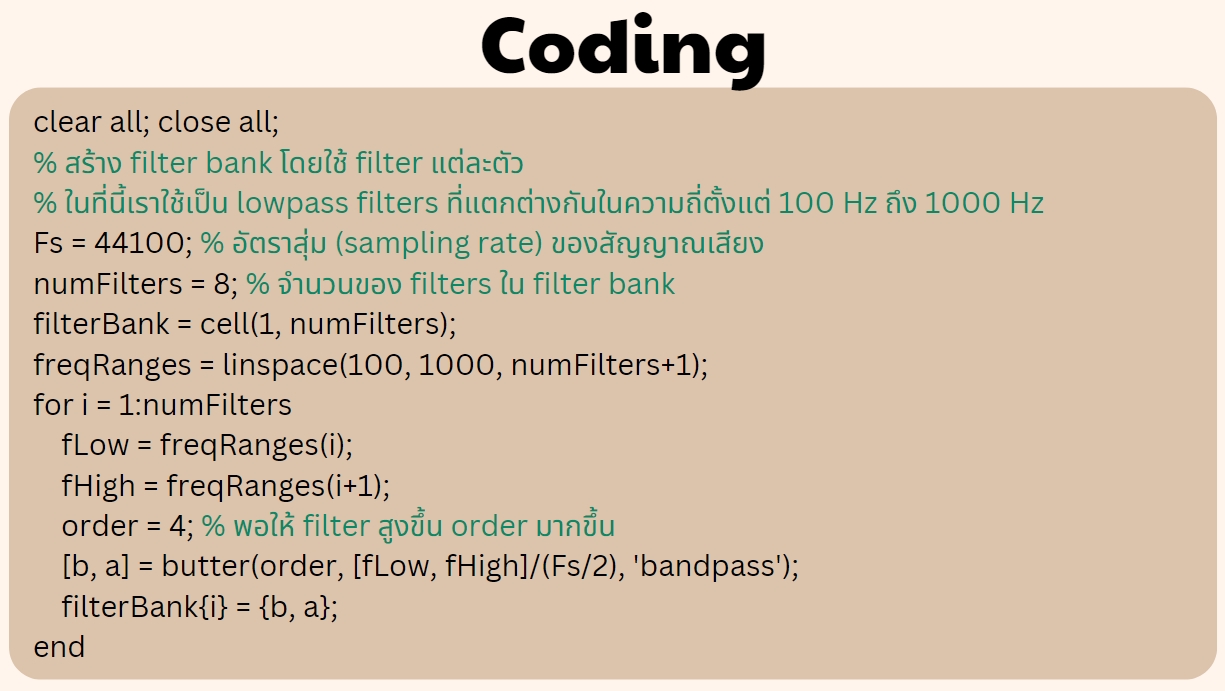 Coding
clear all; close all;
% สร้าง filter bank โดยใช้ filter แต่ละตัว
% ในที่นี้เราใช้เป็น lowpass filters ที่แตกต่างกันในความถี่ตั้งแต่ 100 Hz ถึง 1000 Hz
Fs = 44100; % อัตราสุ่ม (sampling rate) ของสัญญาณเสียง
numFilters = 8; % จำนวนของ filters ใน filter bank
filterBank = cell(1, numFilters);
freqRanges = linspace(100, 1000, numFilters+1);
for i = 1:numFilters
fLow = freqRanges(i);
fHigh = freqRanges(i+1);
order = 4; % พอให้ filter สูงขึ้น order มากขึ้น
[b, a] = butter(order, [fLow, fHigh]/(Fs/2), 'bandpass');
filterBank{i} = {b, a};
end